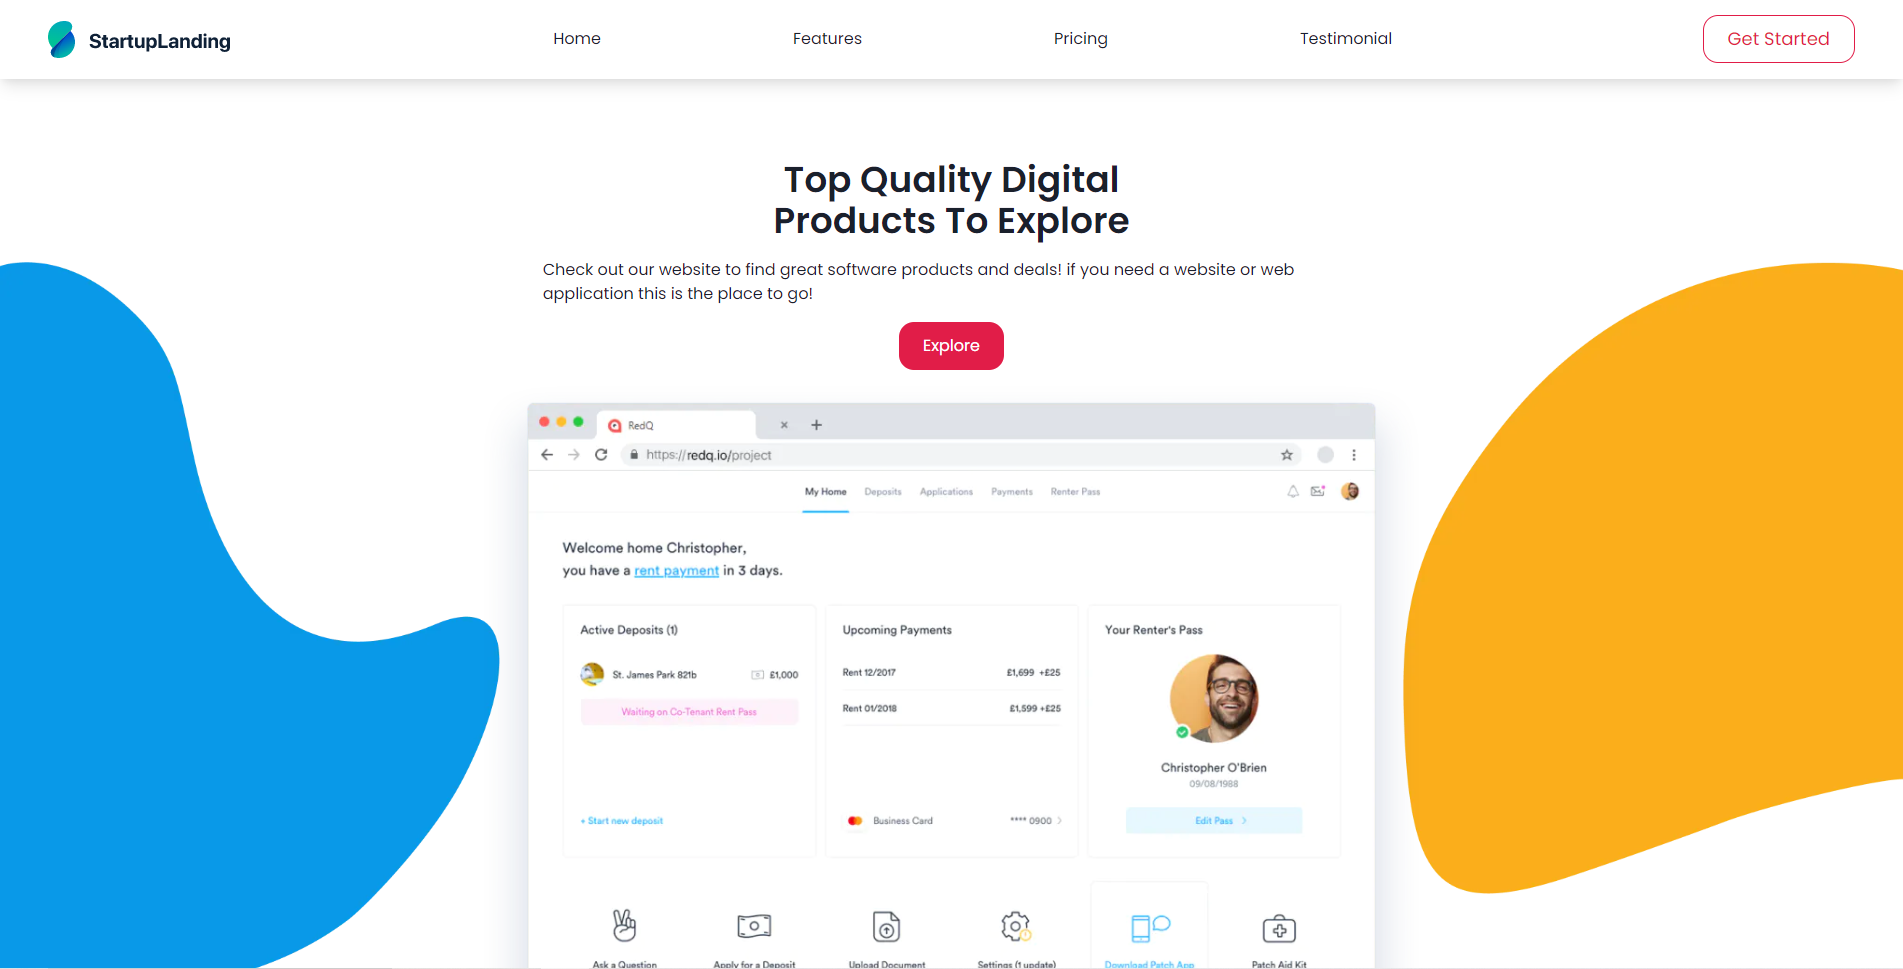 StartupLanding
Home
Features
Pricing
Testimonial
Get Started
Top Quality Digital
Products To Explore
Check out our website to find great software products and deals! if you need a website or web
application this is the place to go!
Explore
RedQ
https://redq.io/project
My Home
Deposits
Applications
Payments
Renter Pass
Welcome home Christopher,
you have a rent payment in 3 days.
Active Deposits (1)
St. James Park 821b £1,000
Waiting on Co-Tenant Rent Pass
+ Start new deposit
Upcoming Payments
Rent 12/2017 £1,699 +£25
Rent 01/2018 £1,599 +£25
Business Card **** 0900
Your Renter's Pass
Christopher O'Brien
09/08/1988
Edit Pass
Ask a Question
Apply for a Deposit
Upload Document
Settings (1 update)
Download Patch App
Patch Aid Kit